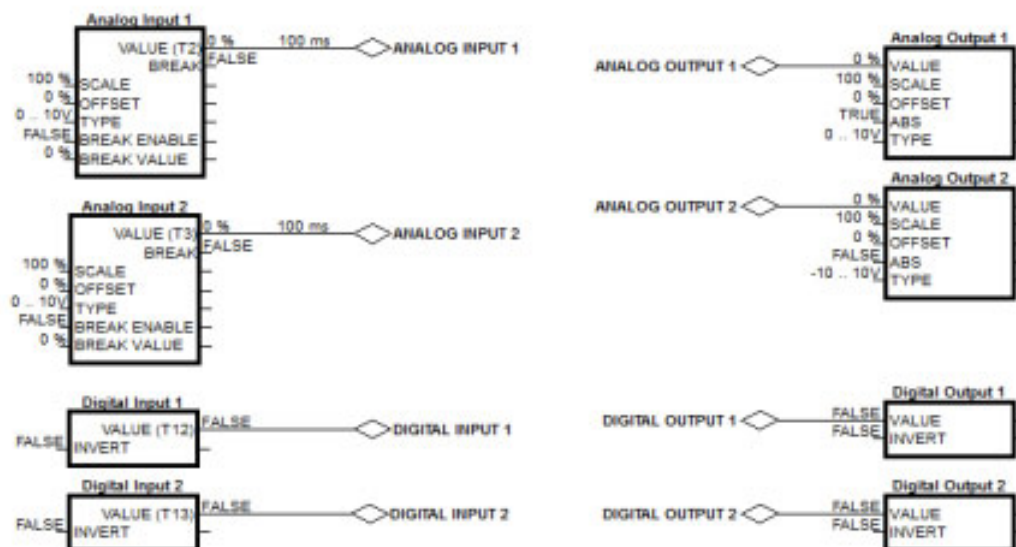 Analog Input 1
VALUE (T2) 0 % 100 ms ANALOG INPUT 1
BREAK FALSE
100 % SCALE
0 % OFFSET
0 .. 10V TYPE
FALSE BREAK ENABLE
0 % BREAK VALUE
Analog Output 1
ANALOG OUTPUT 1 0 % VALUE
100 % SCALE
0 % OFFSET
TRUE ABS
0 .. 10V TYPE
Analog Input 2
VALUE (T3) 0 % 100 ms ANALOG INPUT 2
BREAK FALSE
100 % SCALE
0 % OFFSET
0 .. 10V TYPE
FALSE BREAK ENABLE
0 % BREAK VALUE
Analog Output 2
ANALOG OUTPUT 2 0 % VALUE
100 % SCALE
0 % OFFSET
FALSE ABS
-10 .. 10V TYPE
Digital Input 1
VALUE (T12) FALSE DIGITAL INPUT 1
FALSE INVERT
Digital Output 1
DIGITAL OUTPUT 1 FALSE VALUE
FALSE INVERT
Digital Input 2
VALUE (T13) FALSE DIGITAL INPUT 2
FALSE INVERT
Digital Output 2
DIGITAL OUTPUT 2 FALSE VALUE
FALSE INVERT